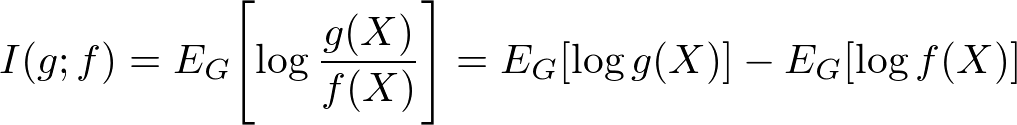 I(g; f) = E_G[log g(X)/f(X)] = E_G[log g(X)] − E_G[log f(X)]